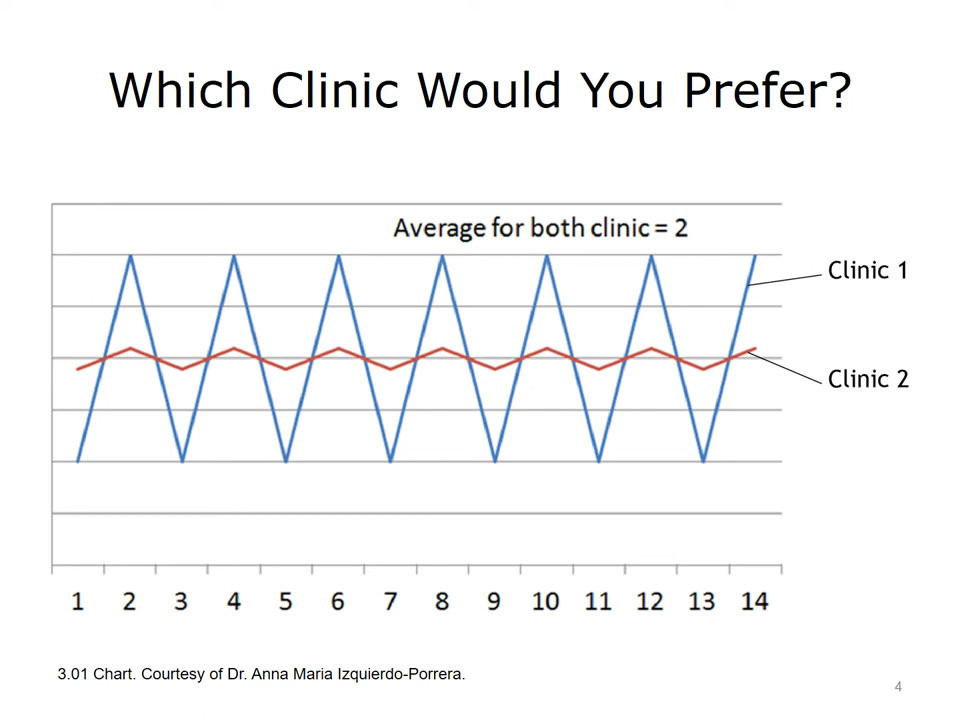 Which Clinic Would You Prefer?
Average for both clinic = 2
Clinic 1
Clinic 2
1 2 3 4 5 6 7 8 9 10 11 12 13 14
3.01 Chart. Courtesy of Dr. Anna Maria Izquierdo-Porrera.
4